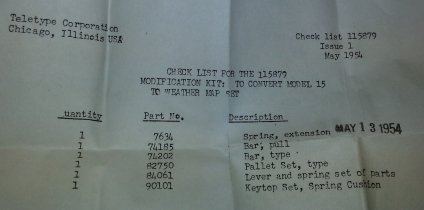 Teletype Corporation
Chicago, Illinois USA
Check list 115879
Issue 1
May 1954
CHECK LIST FOR THE 115879
MODIFICATION KIT: TO CONVERT MODEL 15
TO WEATHER MAP SET
uantity Part No. Description
1 7634 Spring, extension MAY 13 1954
1 74185 Bar, pull
1 74202 Bar, type
1 82750 Pallet Set, type
1 84061 Lever and spring set of parts
1 90101 Keytop Set, Spring Cushion